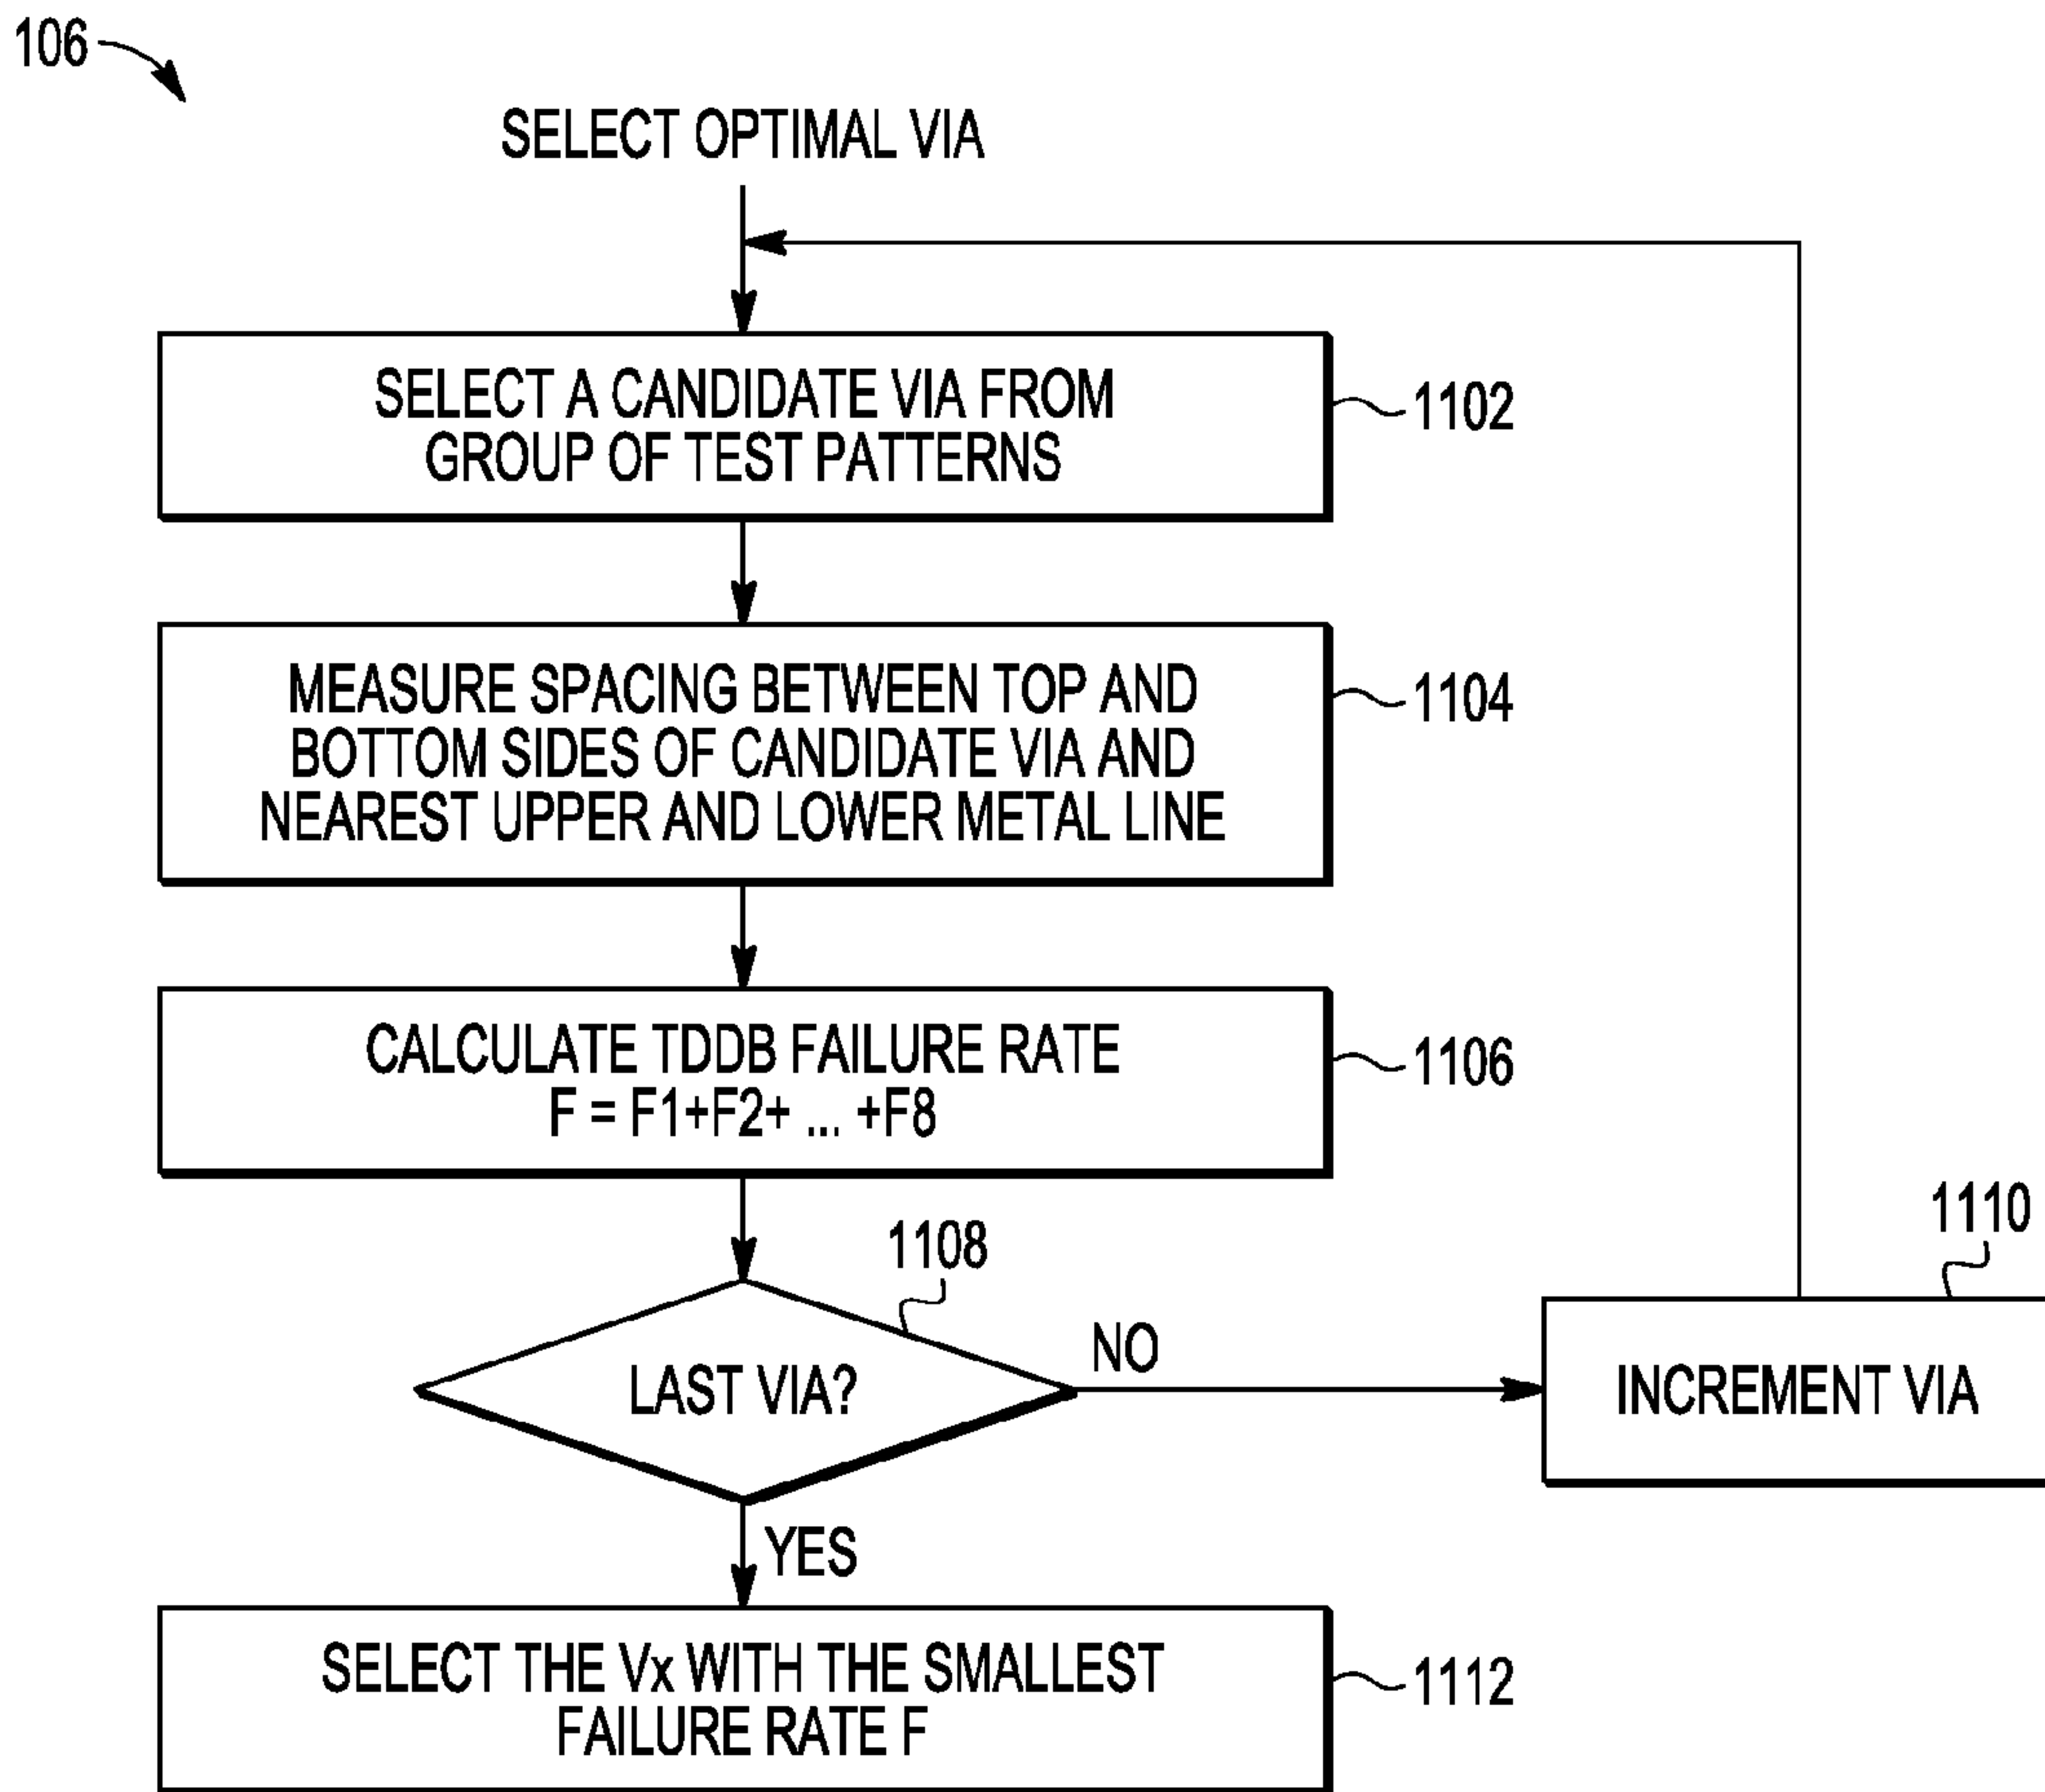 106
SELECT OPTIMAL VIA
SELECT A CANDIDATE VIA FROM
GROUP OF TEST PATTERNS
1102
MEASURE SPACING BETWEEN TOP AND
BOTTOM SIDES OF CANDIDATE VIA AND
NEAREST UPPER AND LOWER METAL LINE
1104
CALCULATE TDDB FAILURE RATE
F = F1+F2+ ... +F8
1106
1108
LAST VIA?
NO
1110
INCREMENT VIA
YES
SELECT THE Vx WITH THE SMALLEST
FAILURE RATE F
1112